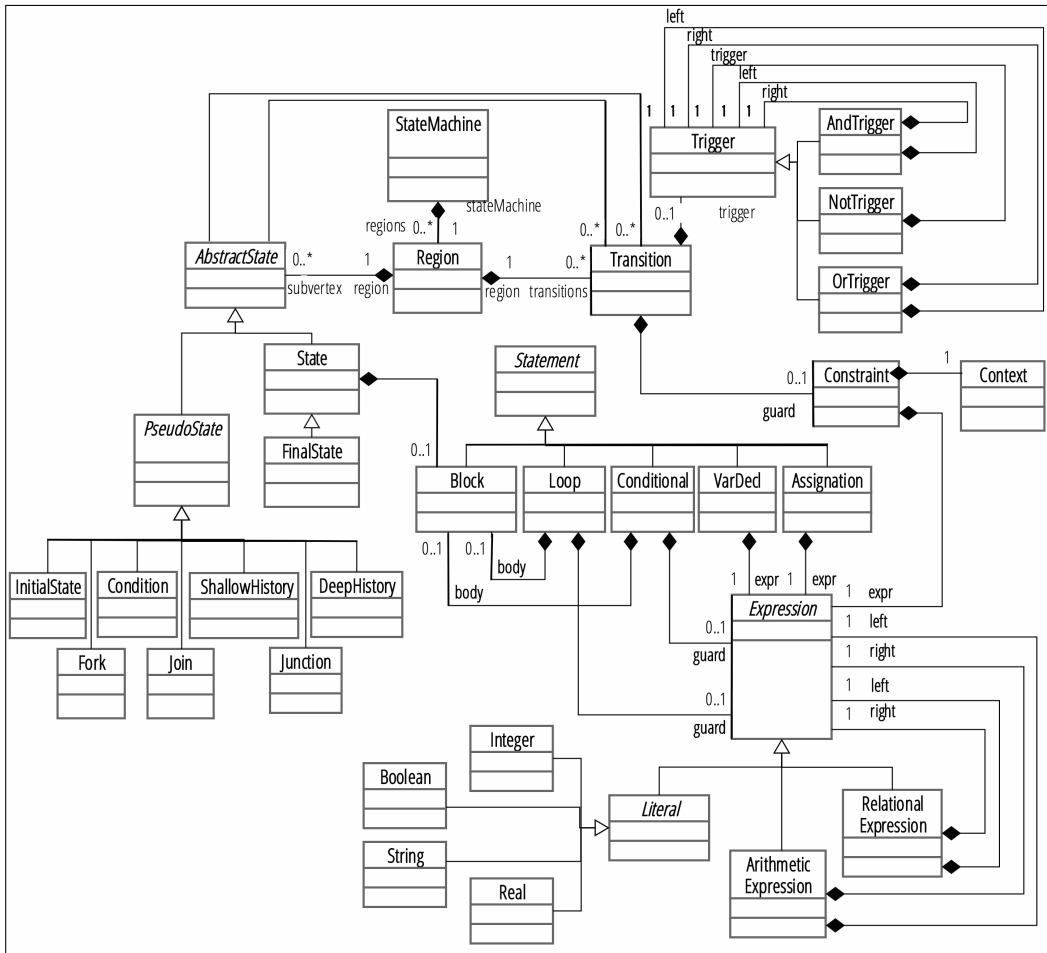 left
right
trigger
left
right
1 1 1 1 1
StateMachine
Trigger
AndTrigger
NotTrigger
OrTrigger
stateMachine
regions 0..* 1
0..1 trigger
0..* 0..*
AbstractState
0..* 1
subvertex region
Region
1 0..*
region transitions
Transition
State
Statement
0..1
guard
Constraint
1
Context
PseudoState
FinalState
0..1
Block
Loop
Conditional
VarDecl
Assignation
0..1 0..1
body
body
1 expr 1 expr
InitialState
Condition
ShallowHistory
DeepHistory
Fork
Join
Junction
Expression
1 expr
1 left
1 right
1 left
1 right
0..1
guard
0..1
guard
Integer
Boolean
String
Real
Literal
Relational
Expression
Arithmetic
Expression